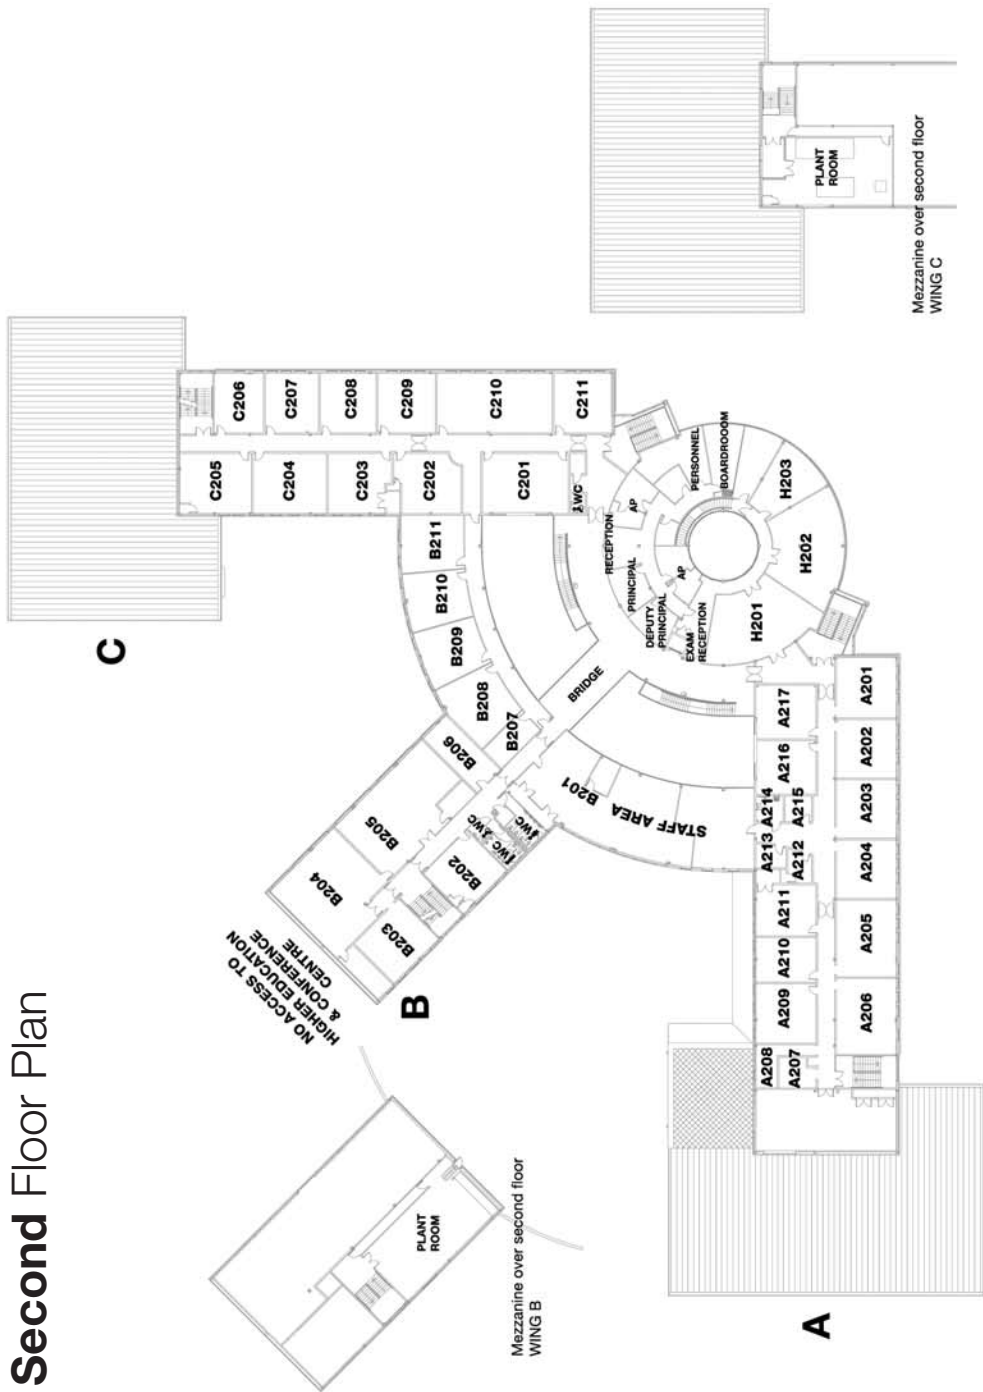 Second Floor Plan
C
C205
C204
C203
C202
C201
WC
C206
C207
C208
C209
C210
C211
PLANT
ROOM
Mezzanine over second floor
WING C
B
NO ACCESS TO
HIGHER EDUCATION
& CONFERENCE
CENTRE
B204
B205
B206
B203
B202
WC
WC
WC
B207
B208
B209
B210
B211
BRIDGE
B201
STAFF AREA
RECEPTION
AP
PERSONNEL
BOARDROOOM
PRINCIPAL
AP
DEPUTY
PRINCIPAL
EXAM
RECEPTION
H201
H202
H203
PLANT
ROOM
Mezzanine over second floor
WING B
A
A208
A207
A209
A210
A211
A213
A212
A214
A215
A216
A217
A206
A205
A204
A203
A202
A201